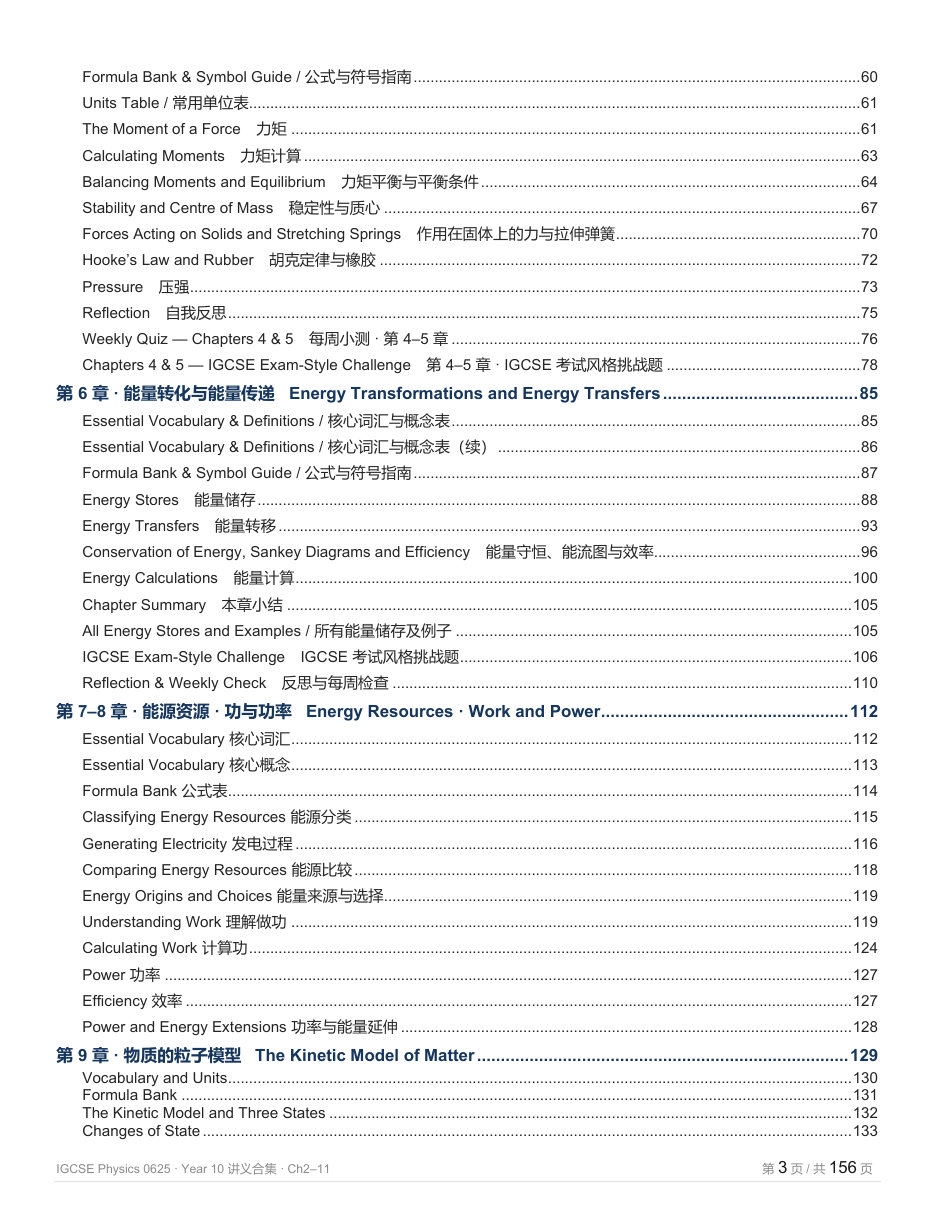 Formula Bank & Symbol Guide / 公式与符号指南 60
Units Table / 常用单位表 61
The Moment of a Force 力矩 61
Calculating Moments 力矩计算 63
Balancing Moments and Equilibrium 力矩平衡与平衡条件 64
Stability and Centre of Mass 稳定性与质心 67
Forces Acting on Solids and Stretching Springs 作用在固体上的力与拉伸弹簧 70
Hooke’s Law and Rubber 胡克定律与橡胶 72
Pressure 压强 73
Reflection 自我反思 75
Weekly Quiz — Chapters 4 & 5 每周小测 · 第 4–5 章 76
Chapters 4 & 5 — IGCSE Exam-Style Challenge 第 4–5 章 · IGCSE 考试风格挑战题 78
第 6 章 · 能量转化与能量传递 Energy Transformations and Energy Transfers 85
Essential Vocabulary & Definitions / 核心词汇与概念表 85
Essential Vocabulary & Definitions / 核心词汇与概念表（续） 86
Formula Bank & Symbol Guide / 公式与符号指南 87
Energy Stores 能量储存 88
Energy Transfers 能量转移 93
Conservation of Energy, Sankey Diagrams and Efficiency 能量守恒、能流图与效率 96
Energy Calculations 能量计算 100
Chapter Summary 本章小结 105
All Energy Stores and Examples / 所有能量储存及例子 105
IGCSE Exam-Style Challenge IGCSE 考试风格挑战题 106
Reflection & Weekly Check 反思与每周检查 110
第 7–8 章 · 能源资源 · 功与功率 Energy Resources · Work and Power 112
Essential Vocabulary 核心词汇 112
Essential Vocabulary 核心概念 113
Formula Bank 公式表 114
Classifying Energy Resources 能源分类 115
Generating Electricity 发电过程 116
Comparing Energy Resources 能源比较 118
Energy Origins and Choices 能量来源与选择 119
Understanding Work 理解做功 119
Calculating Work 计算功 124
Power 功率 127
Efficiency 效率 127
Power and Energy Extensions 功率与能量延伸 128
第 9 章 · 物质的粒子模型 The Kinetic Model of Matter 129
Vocabulary and Units 130
Formula Bank 131
The Kinetic Model and Three States 132
Changes of State 133
IGCSE Physics 0625 · Year 10 讲义合集 · Ch2–11 第 3 页 / 共 156 页